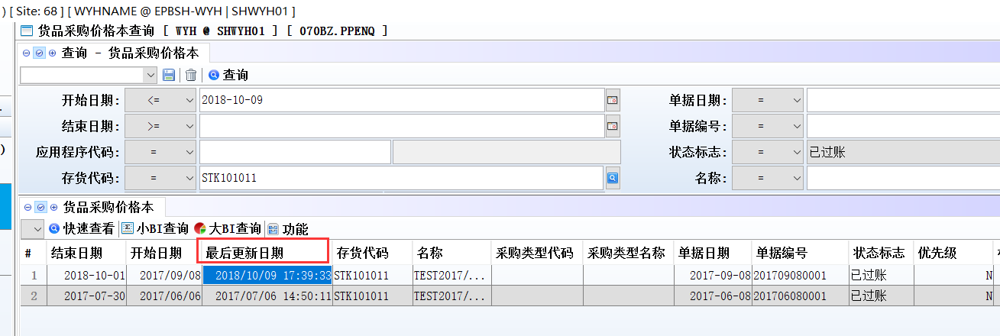 ) [ Site: 68 ] [ WYHNAME @ EPBSH-WYH | SHWYH01 ]
货品采购价格本查询 [ WYH @ SHWYH01 ] [ 070BZ.PPENQ ]
查询 - 货品采购价格本
查询
开始日期: <= 2018-10-09 单据日期: =
结束日期: >= 单据编号: =
应用程序代码: = 状态标志: = 已过账
)
存货代码: = STK101011 名称: =
货品采购价格本
快速查看 小BI查询 大BI查询 功能
# 结束日期 开始日期 最后更新日期 存货代码 名称 采购类型代码 采购类型名称 单据日期 单据编号 状态标志 优先级
1 2018-10-01 2017/09/08 2018/10/09 17:39:33 STK101011 TEST2017/... 2017-09-08 201709080001 已过账 N
2 2017-07-30 2017/06/06 2017/07/06 14:50:11 STK101011 TEST2017/... 2017-06-08 201706080001 已过账 N